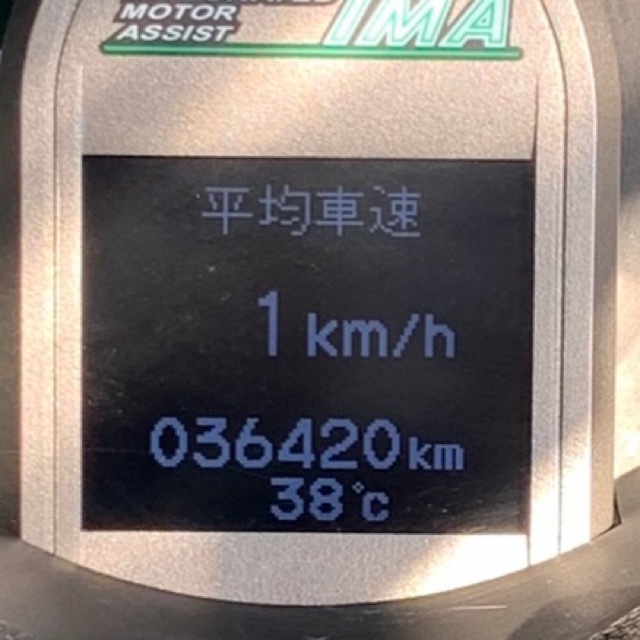 MOTOR
ASSIST
IMA
平均車速
1 km/h
036420km
38℃